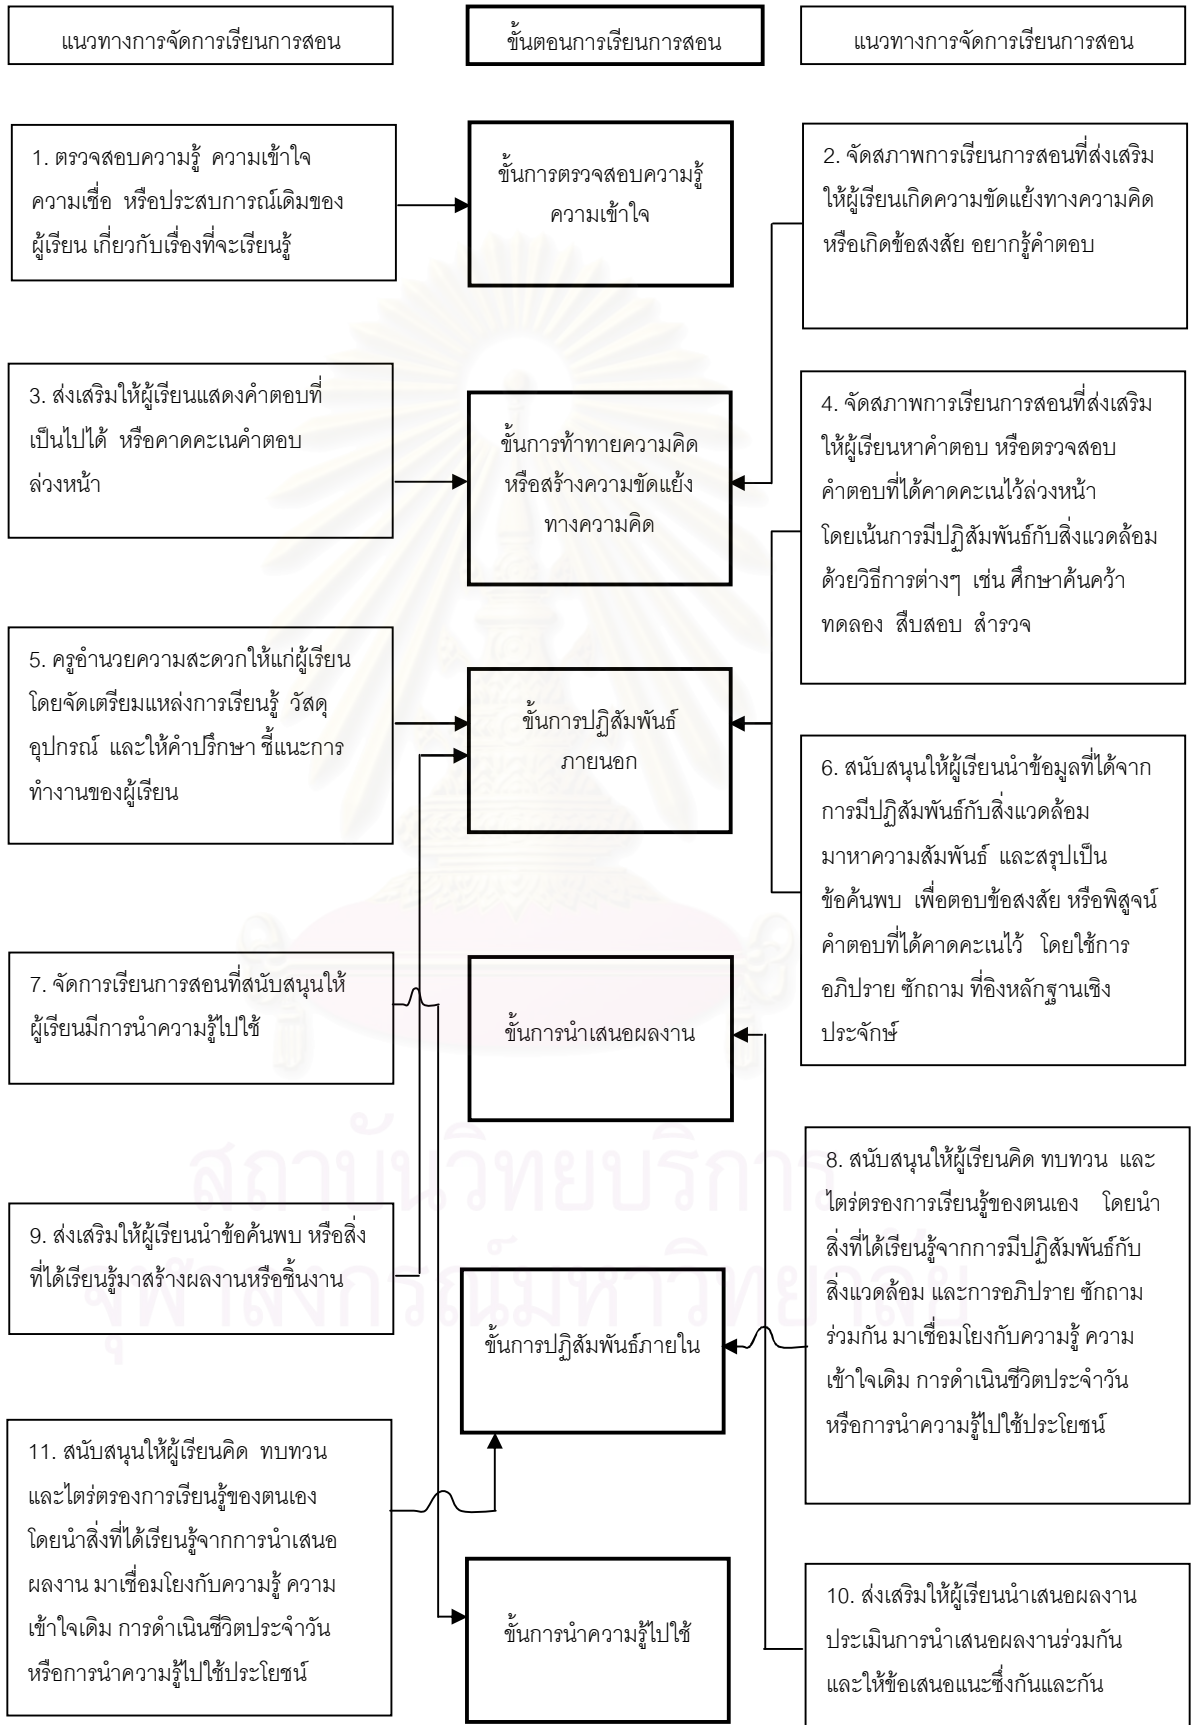 แนวทางการจัดการเรียนการสอน
ขั้นตอนการเรียนการสอน
แนวทางการจัดการเรียนการสอน
1. ตรวจสอบความรู้ ความเข้าใจ
ความเชื่อ หรือประสบการณ์เดิมของ
ผู้เรียน เกี่ยวกับเรื่องที่จะเรียนรู้
ขั้นการตรวจสอบความรู้
ความเข้าใจ
2. จัดสภาพการเรียนการสอนที่ส่งเสริม
ให้ผู้เรียนเกิดความขัดแย้งทางความคิด
หรือเกิดข้อสงสัย อยากรู้คำตอบ
3. ส่งเสริมให้ผู้เรียนแสดงคำตอบที่
เป็นไปได้ หรือคาดคะเนคำตอบ
ล่วงหน้า
ขั้นการท้าทายความคิด
หรือสร้างความขัดแย้ง
ทางความคิด
4. จัดสภาพการเรียนการสอนที่ส่งเสริม
ให้ผู้เรียนหาคำตอบ หรือตรวจสอบ
คำตอบที่ได้คาดคะเนไว้ล่วงหน้า
โดยเน้นการมีปฏิสัมพันธ์กับสิ่งแวดล้อม
ด้วยวิธีการต่างๆ เช่น ศึกษาค้นคว้า
ทดลอง สืบสอบ สำรวจ
5. ครูอำนวยความสะดวกให้แก่ผู้เรียน
โดยจัดเตรียมแหล่งการเรียนรู้ วัสดุ
อุปกรณ์ และให้คำปรึกษา ชี้แนะการ
ทำงานของผู้เรียน
ขั้นการปฏิสัมพันธ์
ภายนอก
6. สนับสนุนให้ผู้เรียนนำข้อมูลที่ได้จาก
การมีปฏิสัมพันธ์กับสิ่งแวดล้อม
มาหาความสัมพันธ์ และสรุปเป็น
ข้อค้นพบ เพื่อตอบข้อสงสัย หรือพิสูจน์
คำตอบที่ได้คาดคะเนไว้ โดยใช้การ
อภิปราย ซักถาม ที่อิงหลักฐานเชิง
ประจักษ์
7. จัดการเรียนการสอนที่สนับสนุนให้
ผู้เรียนมีการนำความรู้ไปใช้
ขั้นการนำเสนอผลงาน
8. สนับสนุนให้ผู้เรียนคิด ทบทวน และ
ไตร่ตรองการเรียนรู้ของตนเอง โดยนำ
สิ่งที่ได้เรียนรู้จากการมีปฏิสัมพันธ์กับ
สิ่งแวดล้อม และการอภิปราย ซักถาม
ร่วมกัน มาเชื่อมโยงกับความรู้ ความ
เข้าใจเดิม การดำเนินชีวิตประจำวัน
หรือการนำความรู้ไปใช้ประโยชน์
9. ส่งเสริมให้ผู้เรียนนำข้อค้นพบ หรือสิ่ง
ที่ได้เรียนรู้มาสร้างผลงานหรือชิ้นงาน
ขั้นการปฏิสัมพันธ์ภายใน
11. สนับสนุนให้ผู้เรียนคิด ทบทวน
และไตร่ตรองการเรียนรู้ของตนเอง
โดยนำสิ่งที่ได้เรียนรู้จากการนำเสนอ
ผลงาน มาเชื่อมโยงกับความรู้ ความ
เข้าใจเดิม การดำเนินชีวิตประจำวัน
หรือการนำความรู้ไปใช้ประโยชน์
ขั้นการนำความรู้ไปใช้
10. ส่งเสริมให้ผู้เรียนนำเสนอผลงาน
ประเมินการนำเสนอผลงานร่วมกัน
และให้ข้อเสนอแนะซึ่งกันและกัน
สถาบันวิทยบริการ
จุฬาลงกรณ์มหาวิทยาลัย